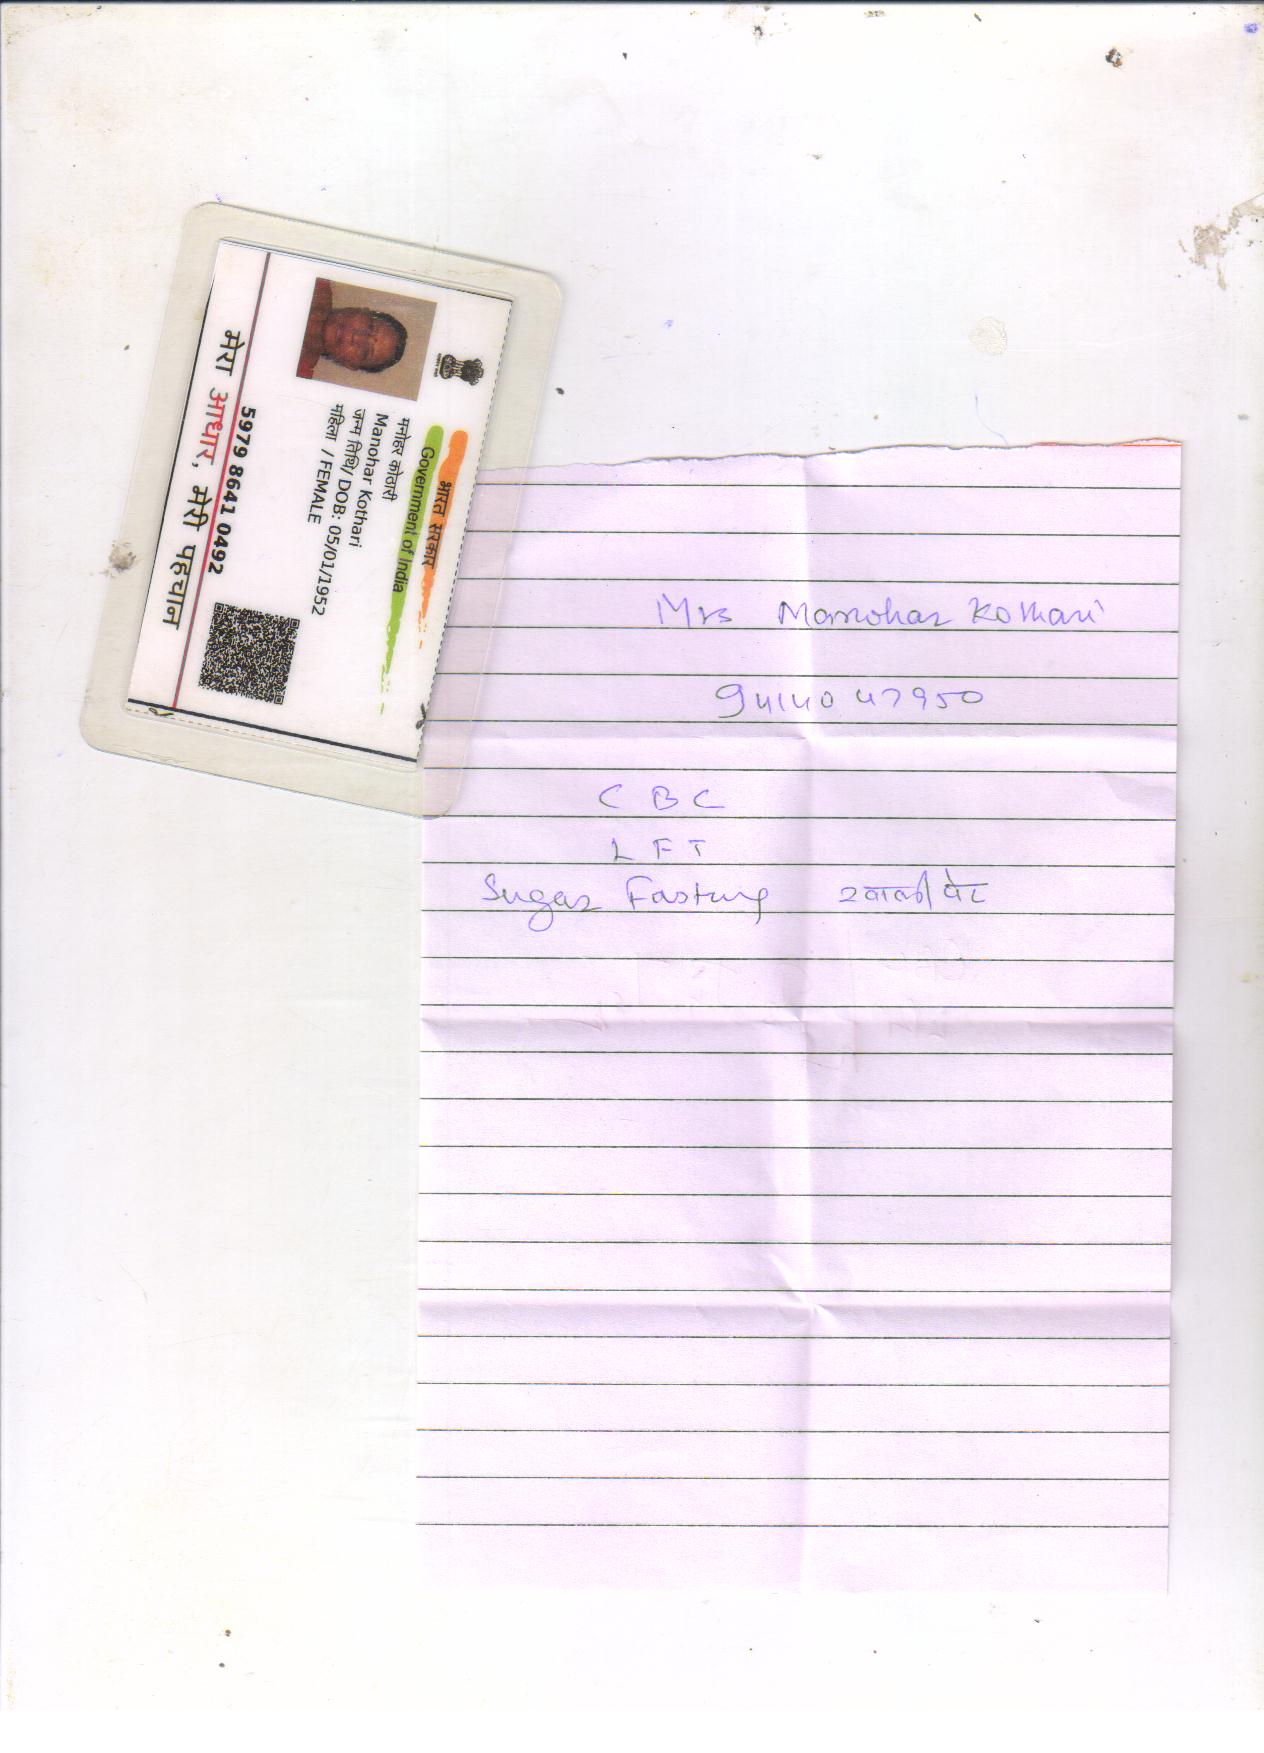 भारत सरकार
Government of India
मनोहर कोठारी
Manohar Kothari
जन्म तिथि/ DOB: 05/01/1952
महिला / FEMALE
5979 8641 0492
मेरा आधार, मेरी पहचान
Mrs Manohar Kothari
9414047950
CBC
LFT
Sugar Fasting खाली पेट